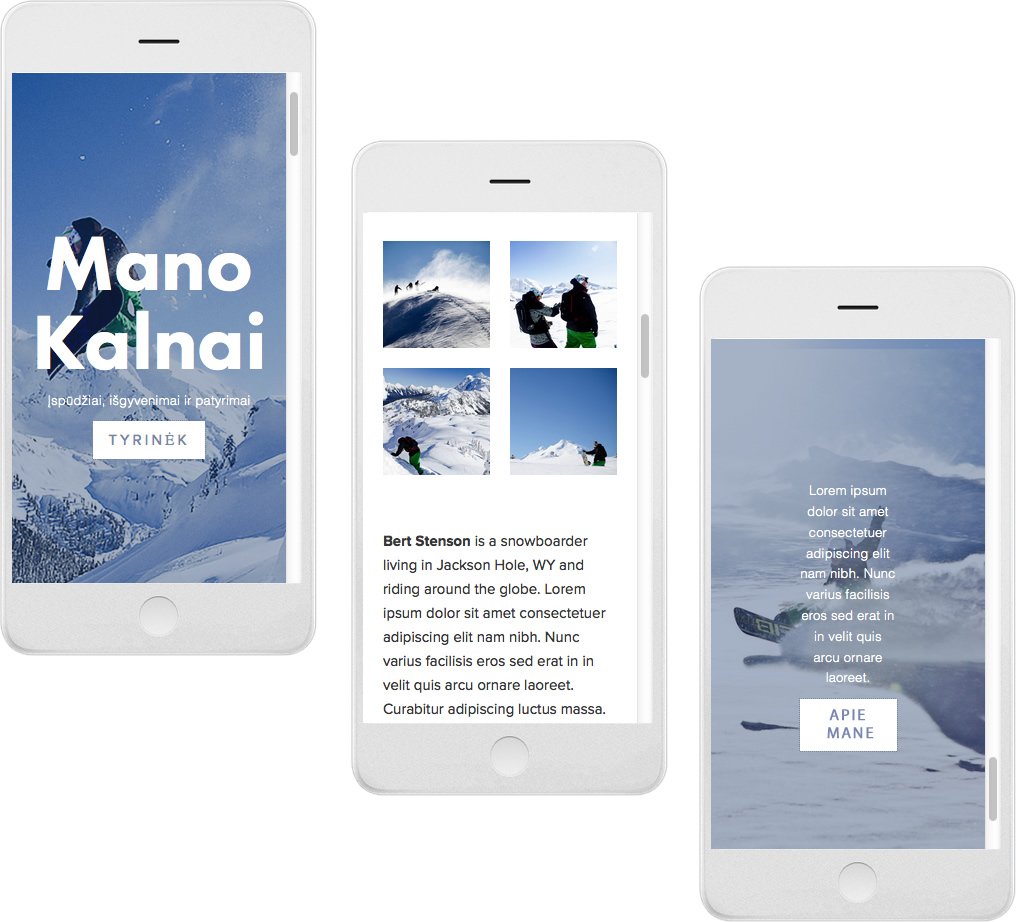 Mano
Kalnai
Įspūdžiai, išgyvenimai ir patyrimai
TYRINĖK
Bert Stenson is a snowboarder
living in Jackson Hole, WY and
riding around the globe. Lorem
ipsum dolor sit amet consectetuer
adipiscing elit nam nibh. Nunc
varius facilisis eros sed erat in in
velit quis arcu ornare laoreet.
Curabitur adipiscing luctus massa.
Lorem ipsum
dolor sit amet
consectetuer
adipiscing elit
nam nibh. Nunc
varius facilisis
eros sed erat in
in velit quis
arcu ornare
laoreet.
APIE
MANE